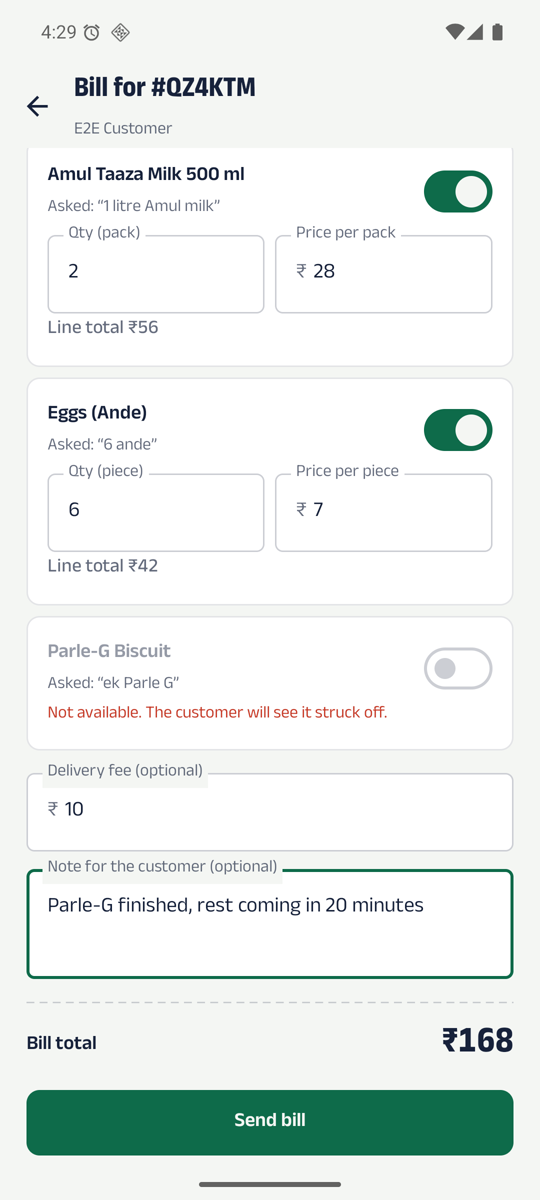 4:29
Bill for #QZ4KTM
E2E Customer
Amul Taaza Milk 500 ml
Asked: “1 litre Amul milk”
Qty (pack) Price per pack
2 ₹ 28
Line total ₹56
Eggs (Ande)
Asked: “6 ande”
Qty (piece) Price per piece
6 ₹ 7
Line total ₹42
Parle-G Biscuit
Asked: “ek Parle G”
Not available. The customer will see it struck off.
Delivery fee (optional)
₹ 10
Note for the customer (optional)
Parle-G finished, rest coming in 20 minutes
Bill total ₹168
Send bill